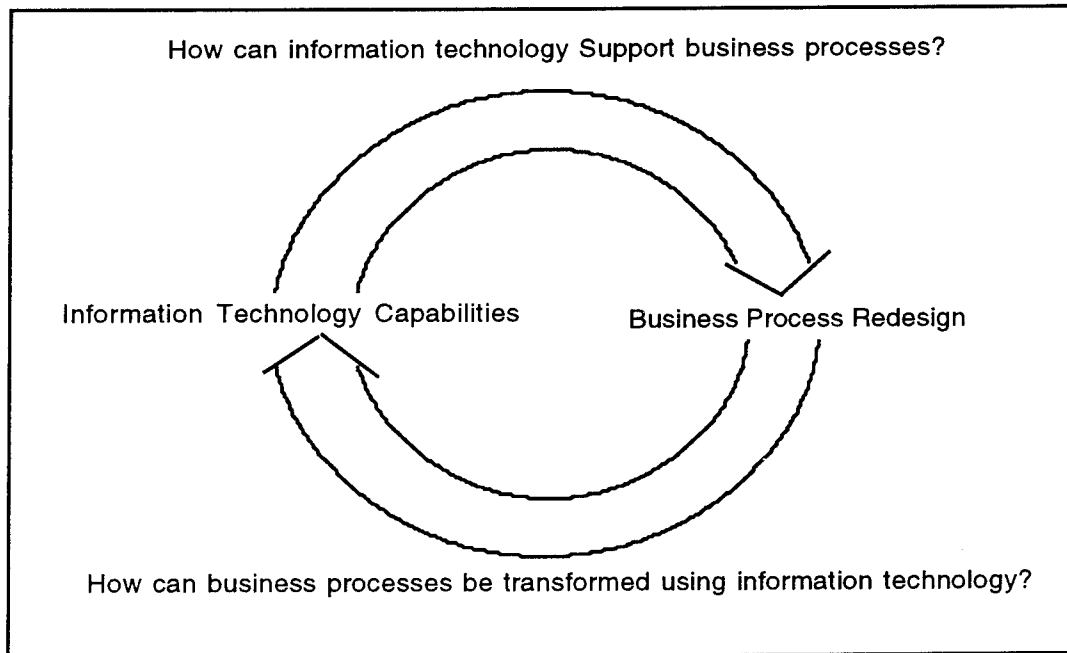 How can information technology Support business processes?
Information Technology Capabilities
Business Process Redesign
How can business processes be transformed using information technology?